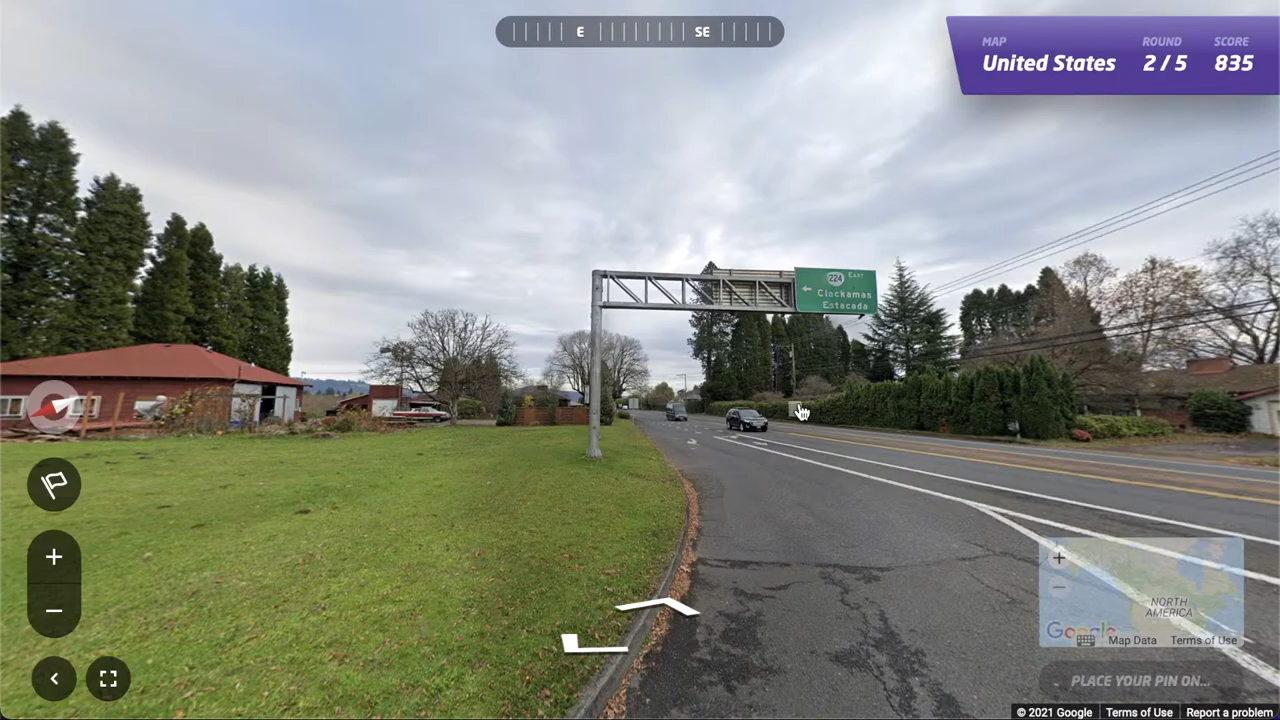 E SE
MAP ROUND SCORE
United States 2 / 5 835
224 EAST
Clackamas
Estacada
NORTH
AMERICA
Google
Map Data Terms of Use
PLACE YOUR PIN ON...
© 2021 Google Terms of Use Report a problem